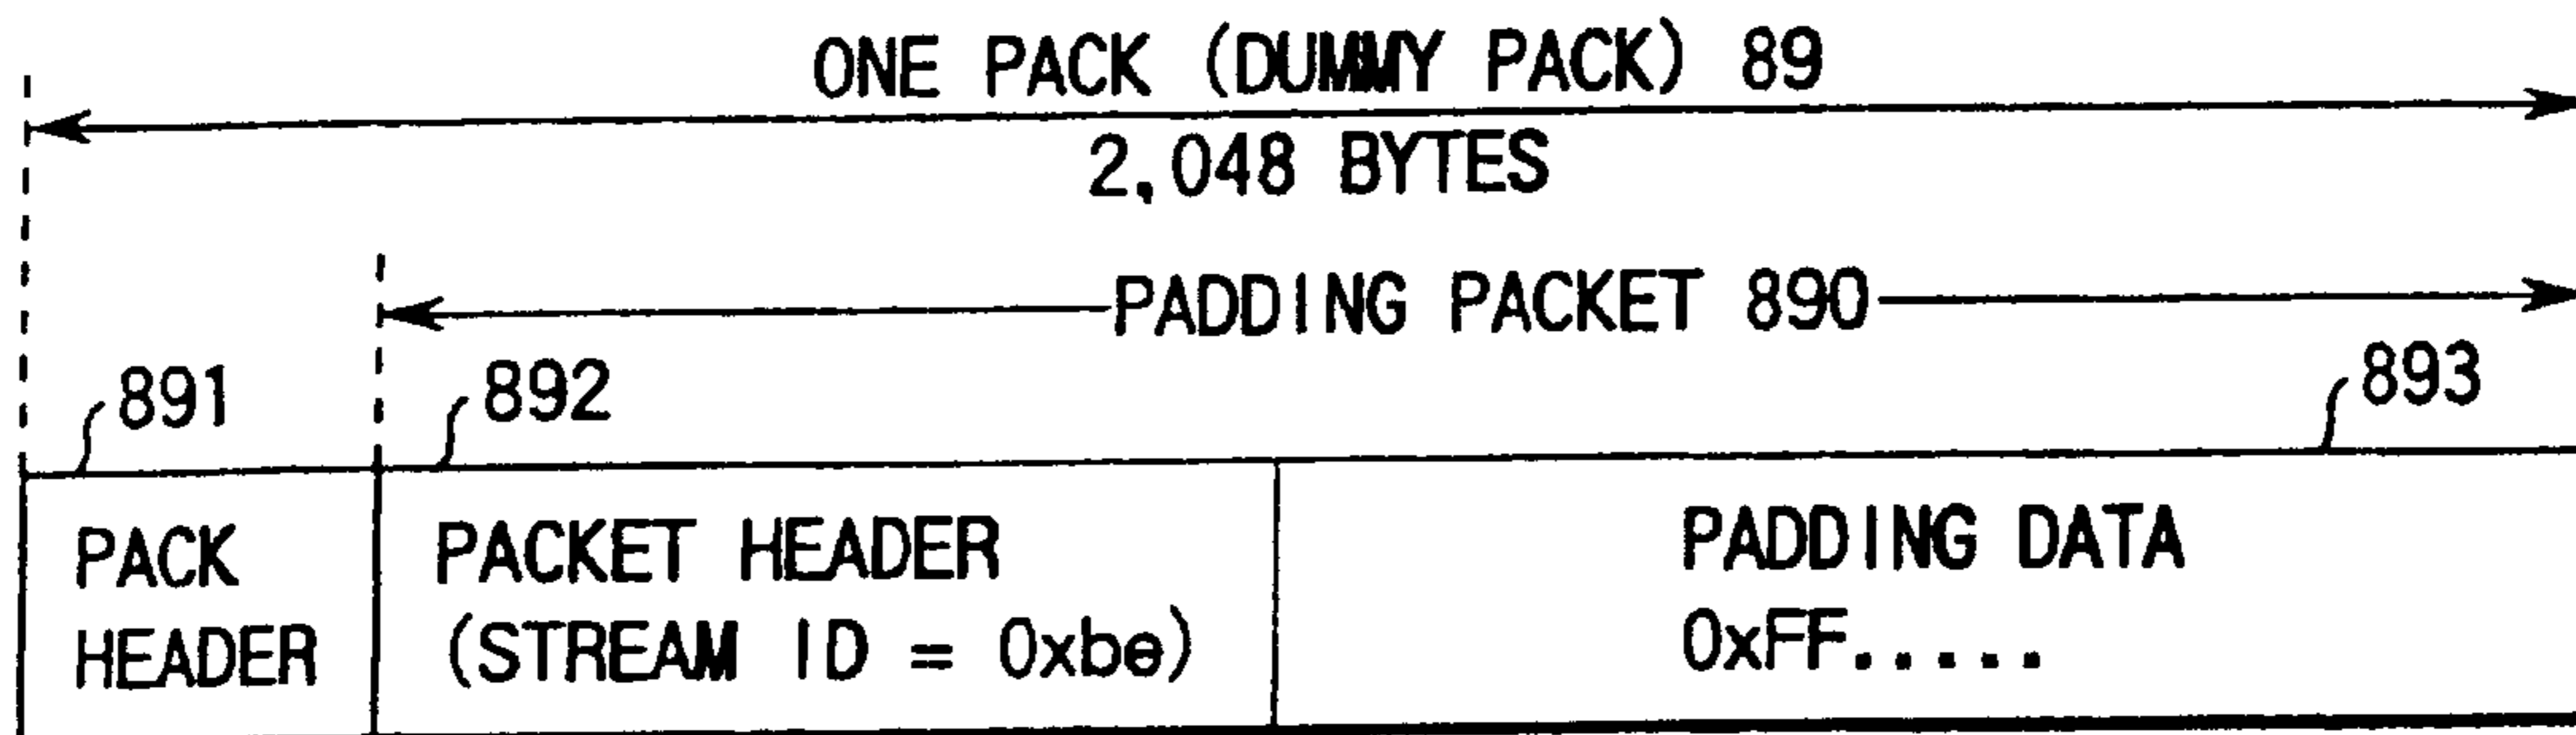 ONE PACK (DUMMY PACK) 89
2,048 BYTES
PADDING PACKET 890
891
892
893
PACK
HEADER
PACKET HEADER
(STREAM ID = 0xbe)
PADDING DATA
0xFF.....